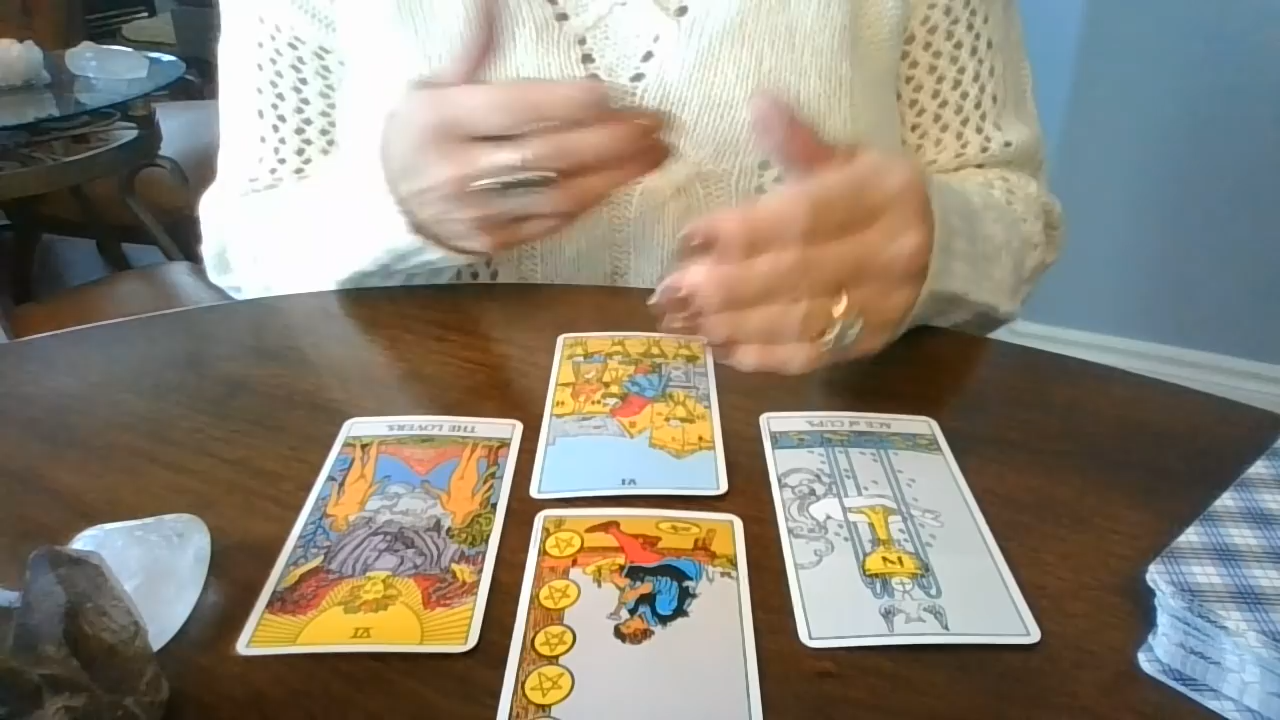 VI
THE LOVERS.
VI
ACE of CUPS.